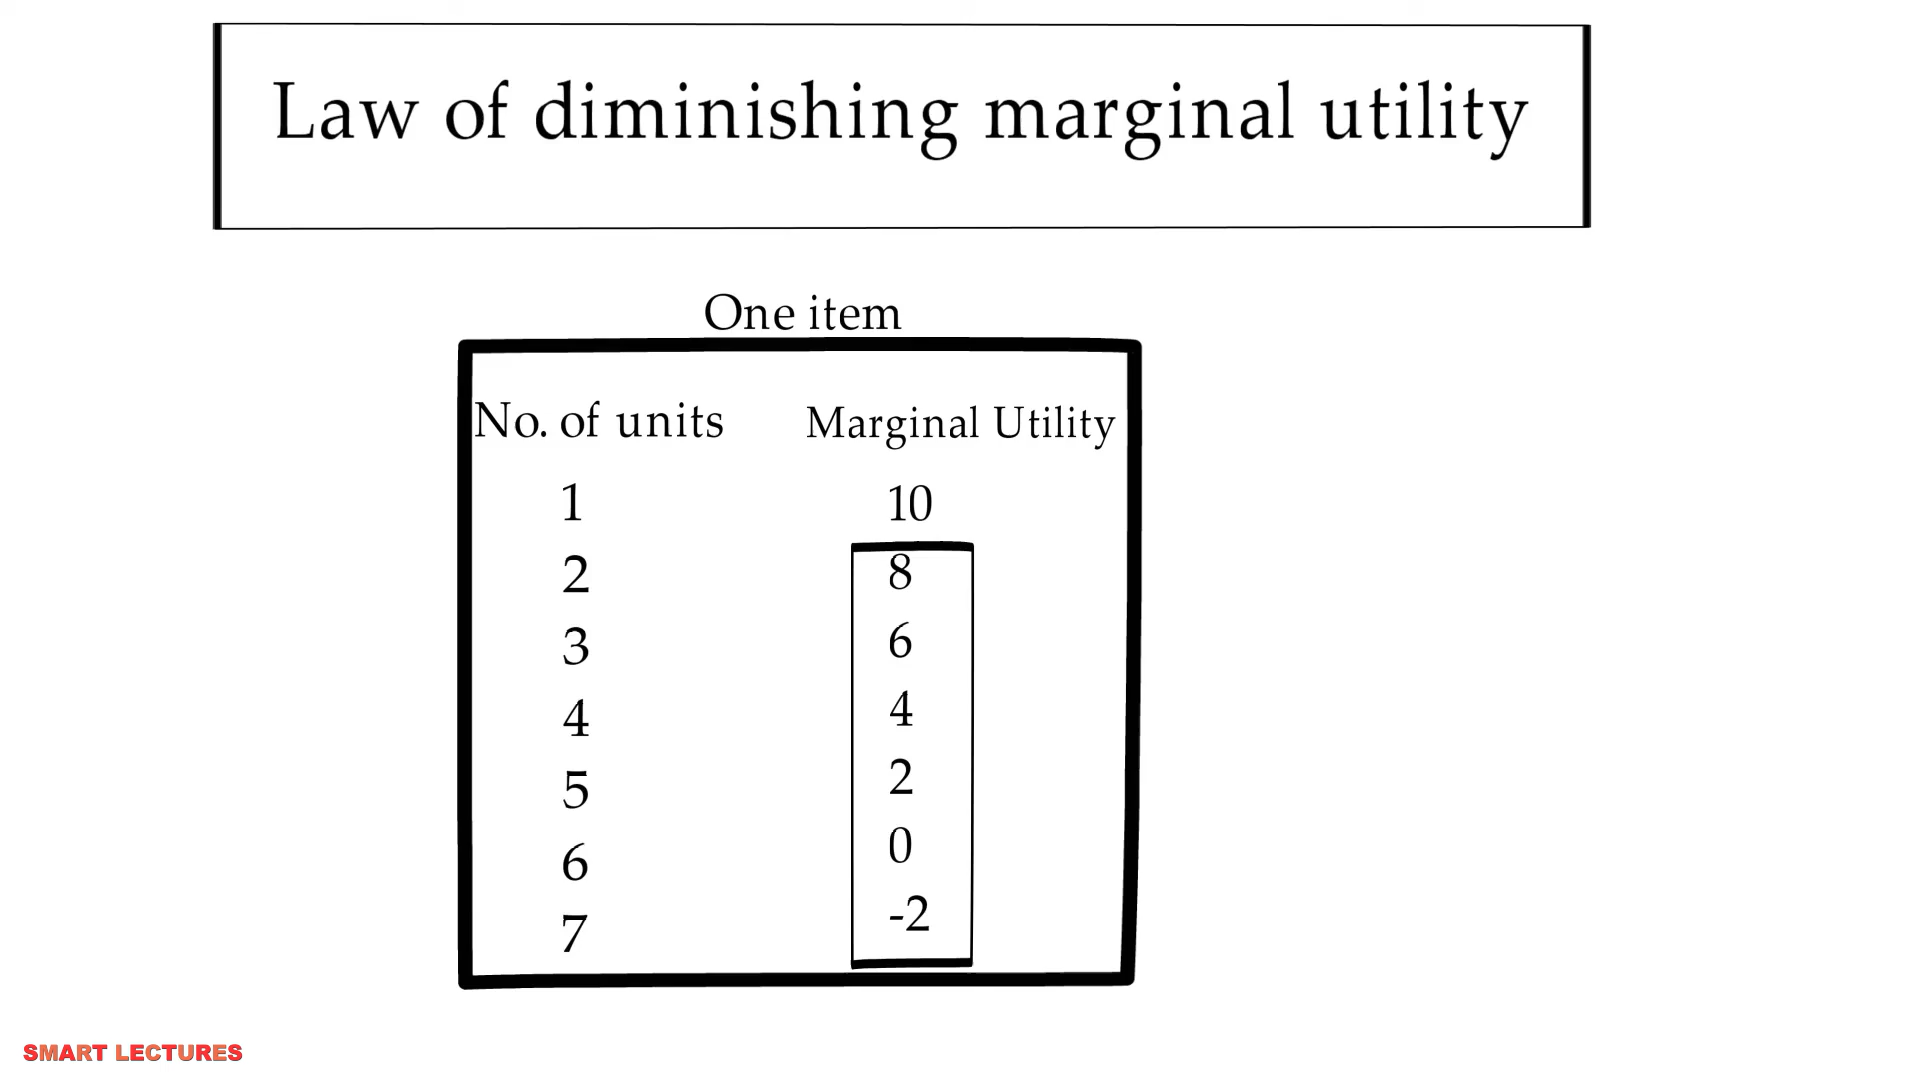 Law of diminishing marginal utility
One item
No. of units Marginal Utility
1 10
2 8
3 6
4 4
5 2
6 0
7 -2
SMART LECTURES